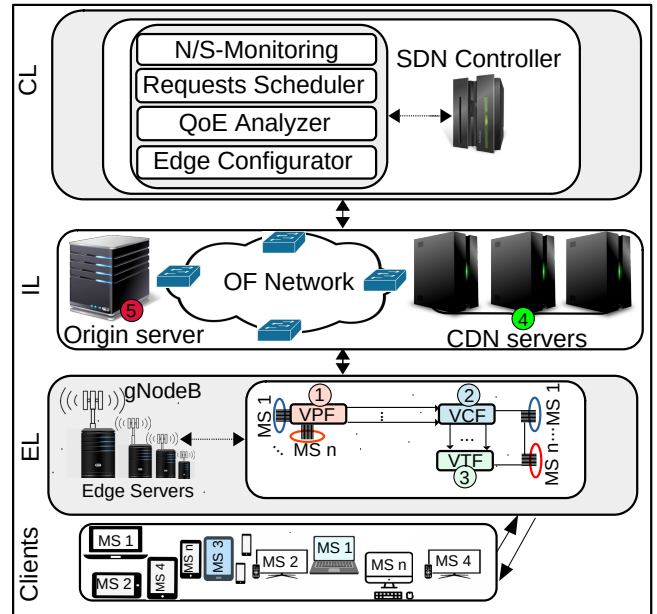 CL
N/S-Monitoring
Requests Scheduler
QoE Analyzer
Edge Configurator
SDN Controller
IL
5
Origin server
OF Network
4
CDN servers
EL
gNodeB
Edge Servers
MS 1
1
VPF
MS n
...
...
2
VCF
...
VTF
3
MS 1
MS n...
Clients
MS 1
MS 2
MS 4
MS n
MS 3
MS 2
MS 1
MS n
MS 4